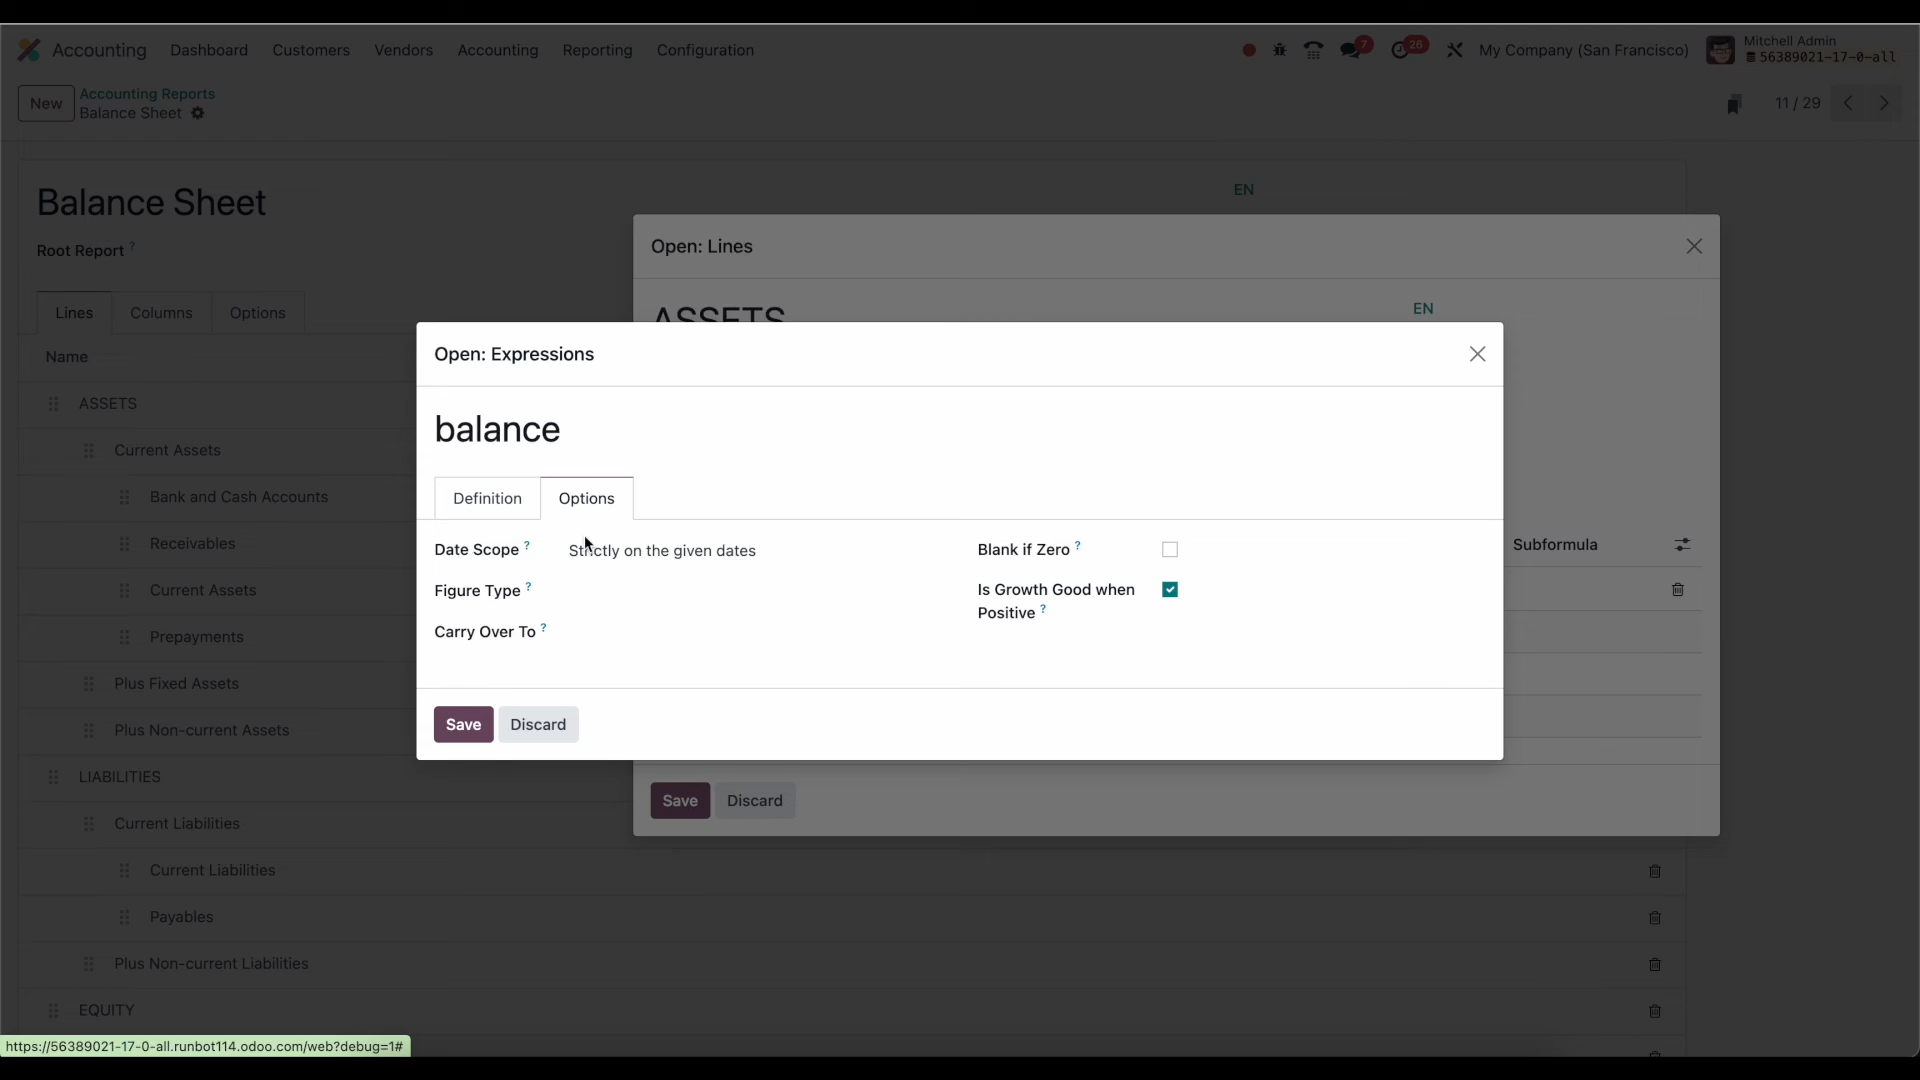 Accounting Dashboard Customers Vendors Accounting Reporting Configuration
7 26 My Company (San Francisco) Mitchell Admin
56389021-17-0-all
New Accounting Reports
Balance Sheet
11 / 29
Balance Sheet
EN
Root Report ?
Lines Columns Options
Name
ASSETS
Current Assets
Bank and Cash Accounts
Receivables
Current Assets
Prepayments
Plus Fixed Assets
Plus Non-current Assets
LIABILITIES
Current Liabilities
Current Liabilities
Payables
Plus Non-current Liabilities
EQUITY
Open: Lines
ASSETS
EN
Subformula
Save Discard
Open: Expressions
balance
Definition Options
Date Scope ? Strictly on the given dates
Figure Type ?
Carry Over To ?
Blank if Zero ?
Is Growth Good when
Positive ?
Save Discard
https://56389021-17-0-all.runbot114.odoo.com/web?debug=1#